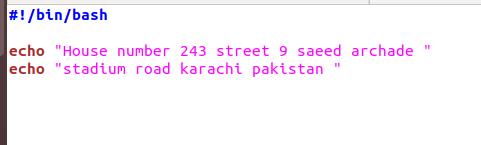 #!/bin/bash
echo "House number 243 street 9 saeed archade "
echo "stadium road karachi pakistan "